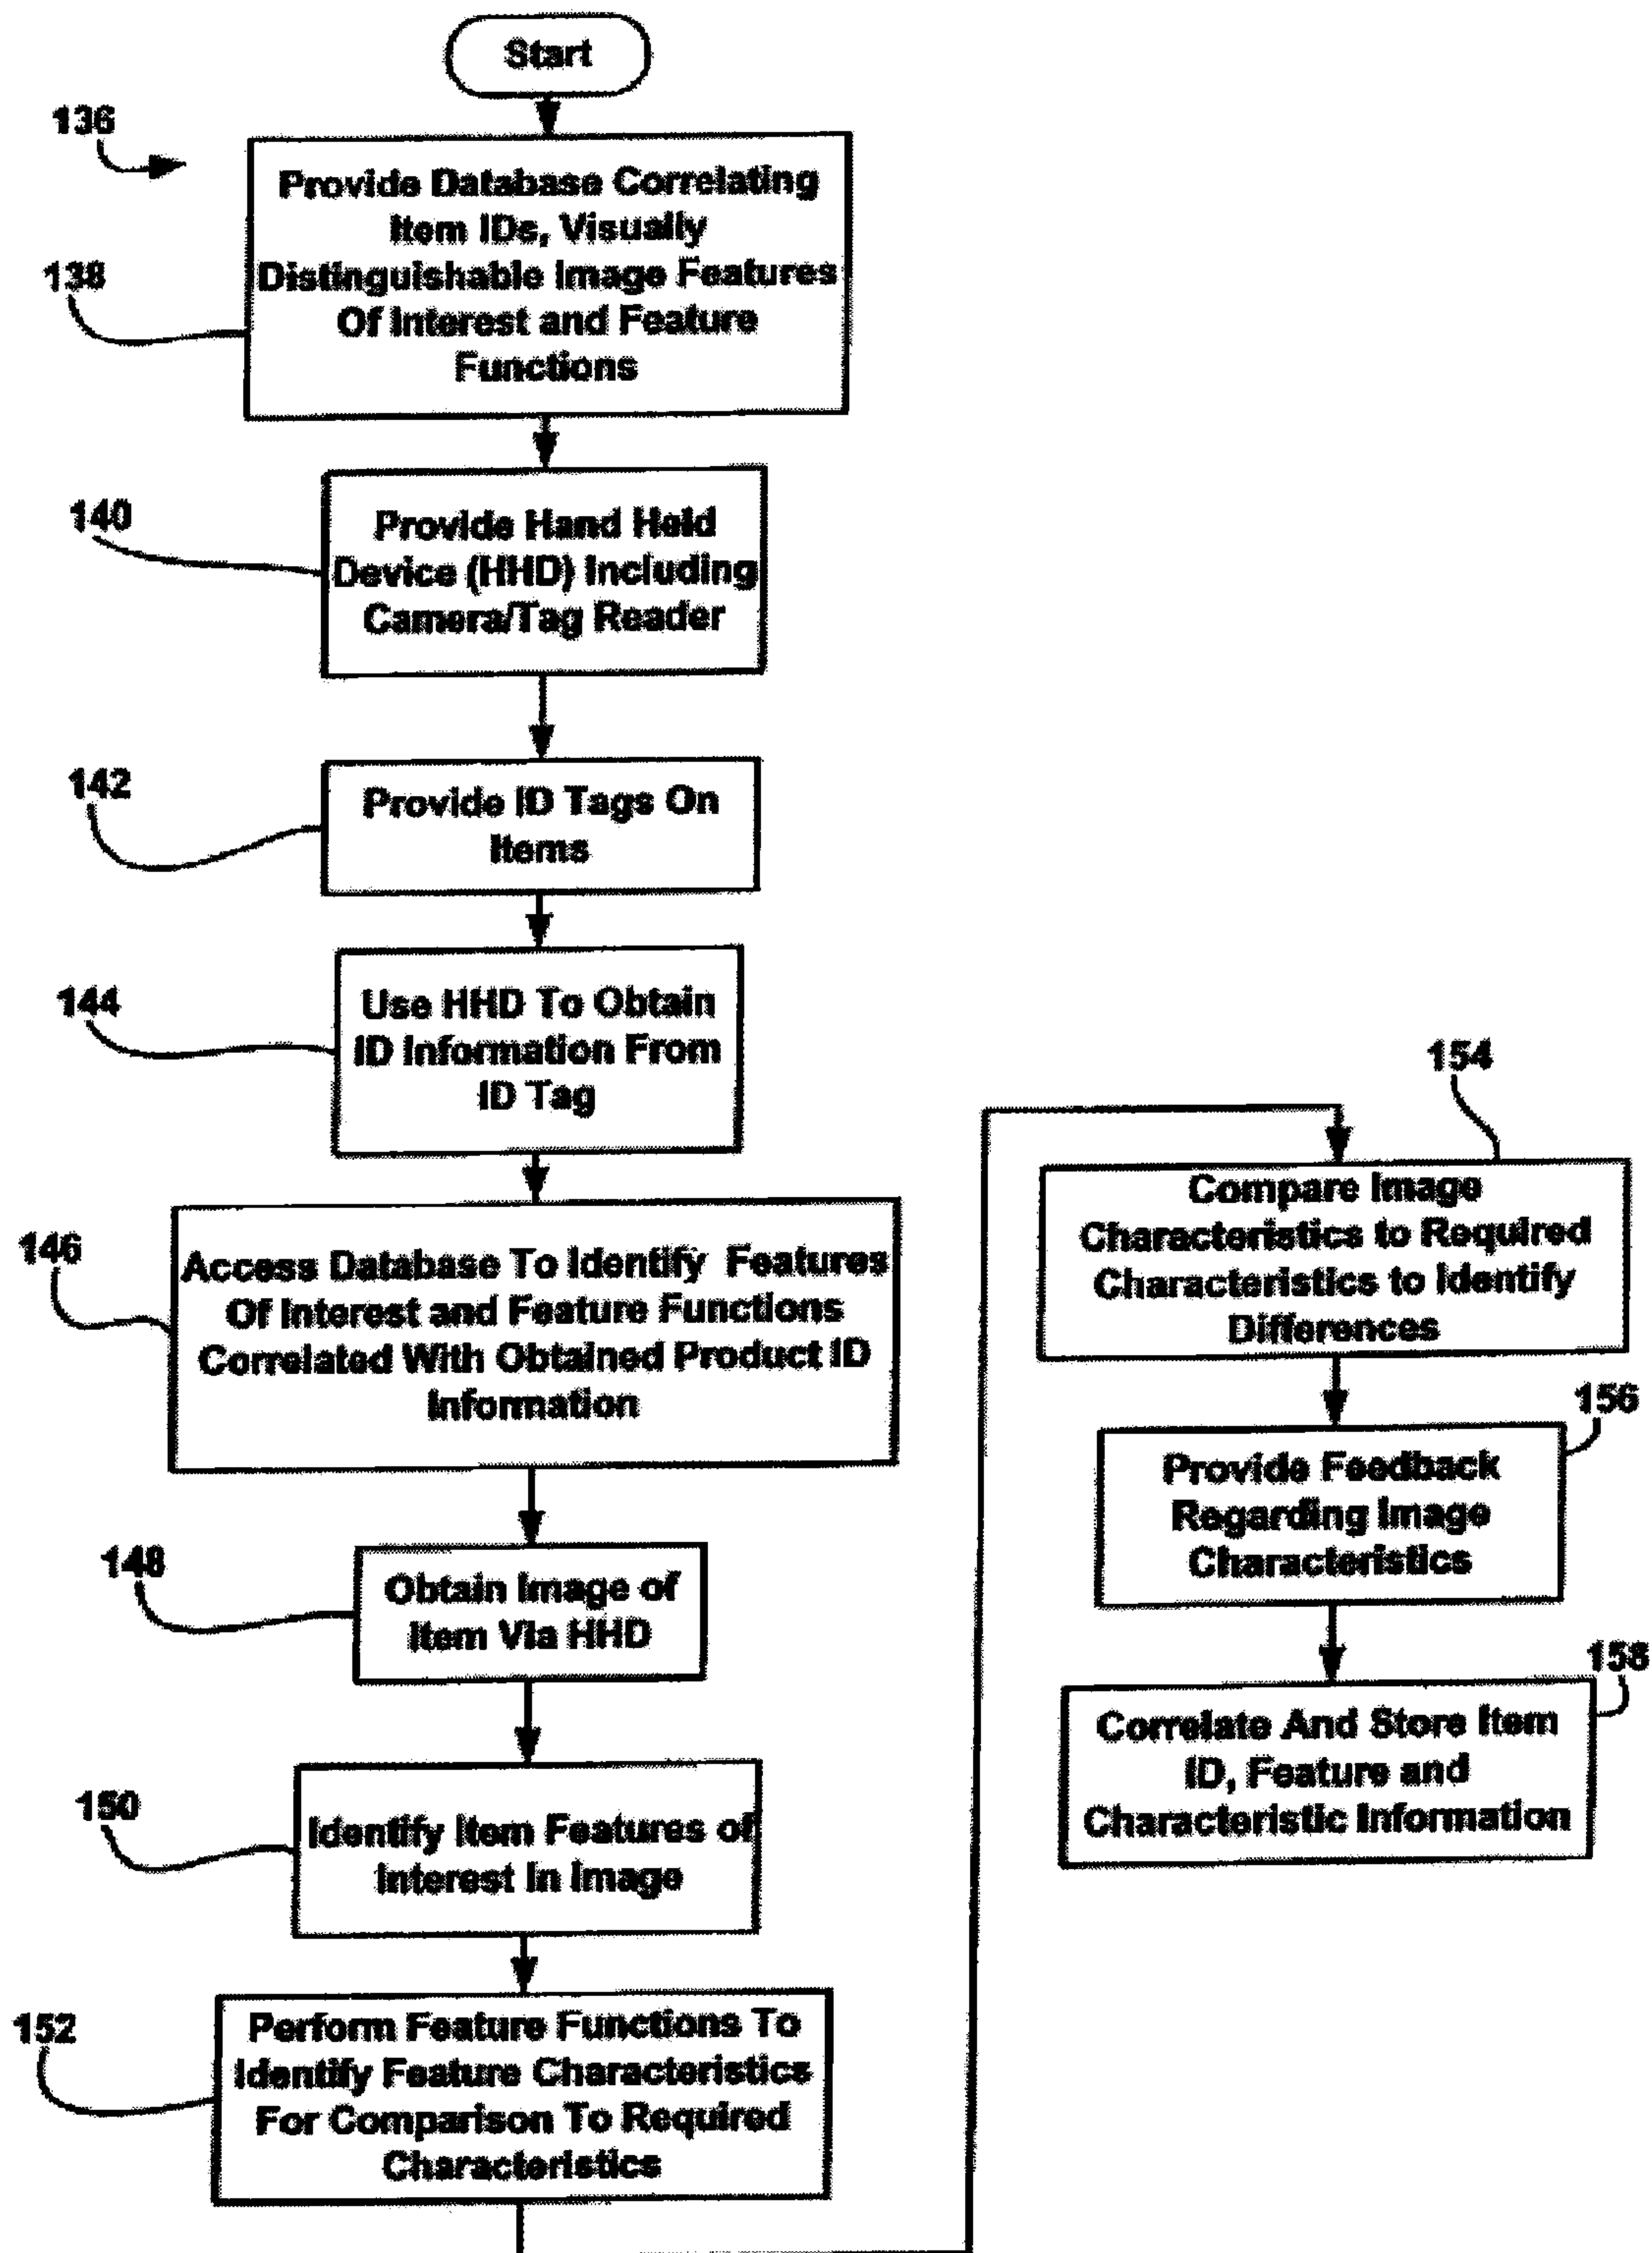 Start
136
Provide Database Correlating
Item IDs, Visually
Distinguishable Image Features
Of Interest and Feature
Functions
138
Provide Hand Held
Device (HHD) Including
Camera/Tag Reader
140
Provide ID Tags On
Items
142
Use HHD To Obtain
ID Information From
ID Tag
144
Access Database To Identify Features
Of Interest and Feature Functions
Correlated With Obtained Product ID
Information
146
Obtain Image of
Item Via HHD
148
Identify Item Features of
Interest In Image
150
Perform Feature Functions To
Identify Feature Characteristics
For Comparison To Required
Characteristics
152
154
Compare Image
Characteristics to Required
Characteristics to Identify
Differences
156
Provide Feedback
Regarding Image
Characteristics
158
Correlate And Store Item
ID, Feature and
Characteristic Information